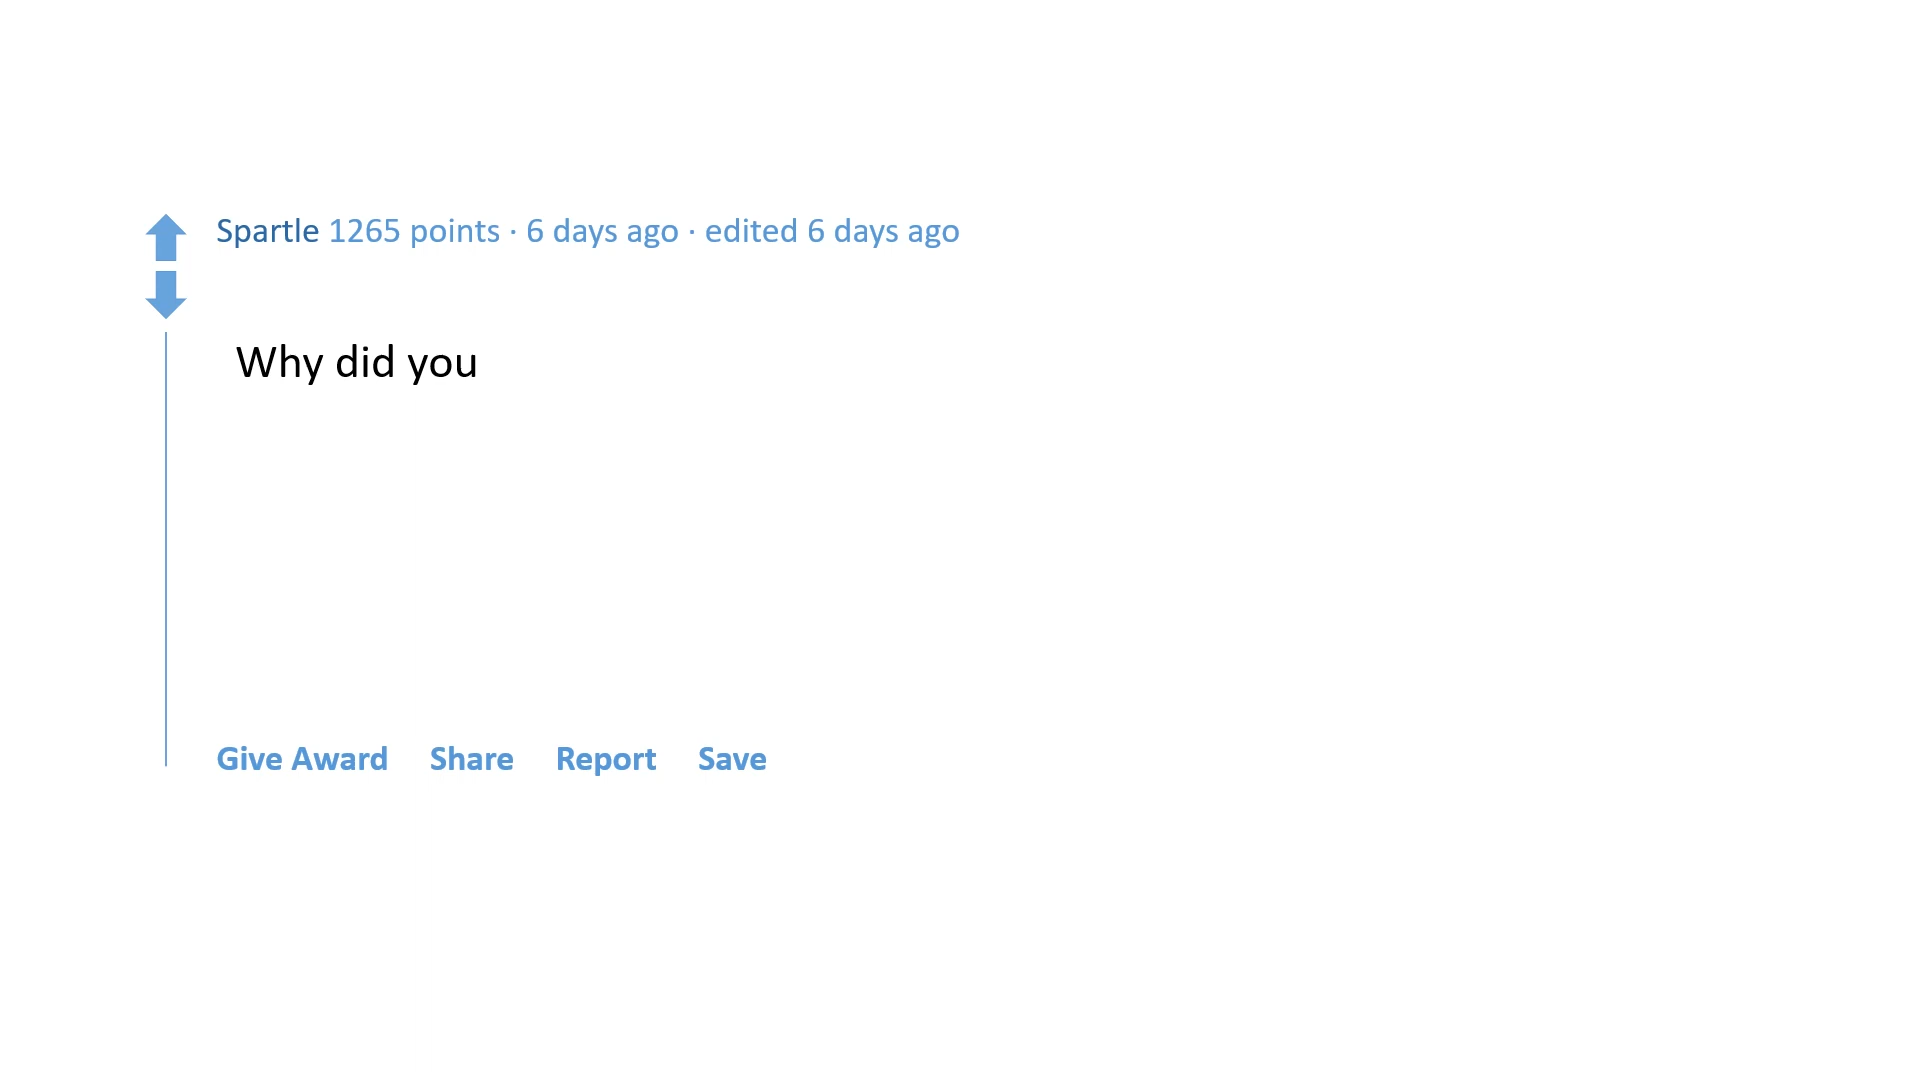 Spartle 1265 points · 6 days ago · edited 6 days ago
Why did you
Give Award Share Report Save